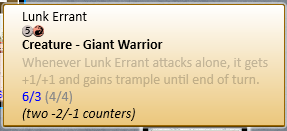 Lunk Errant
5
Creature - Giant Warrior
Whenever Lunk Errant attacks alone, it gets
+1/+1 and gains trample until end of turn.
6/3 (4/4)
(two -2/-1 counters)